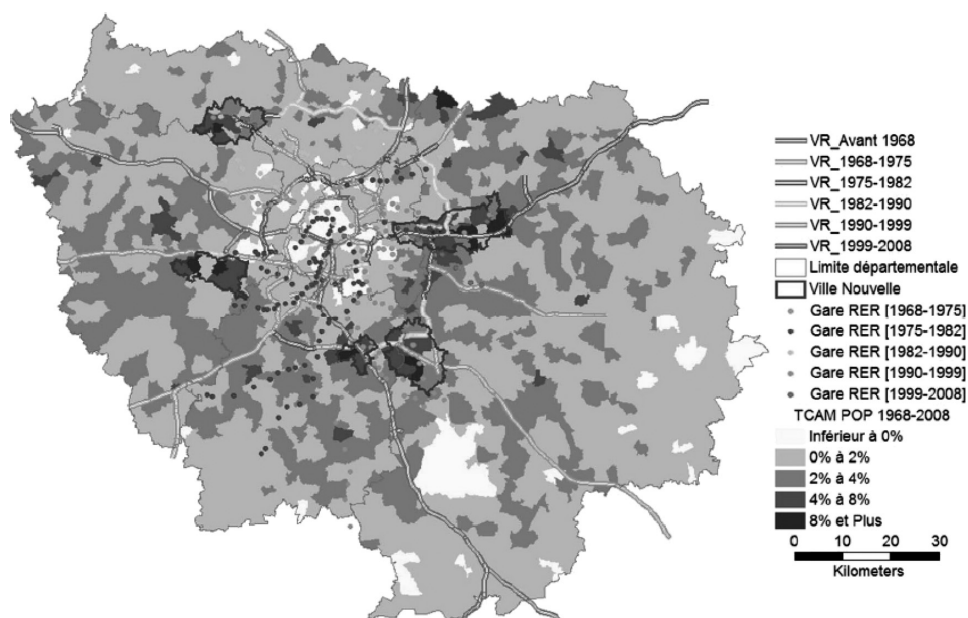 VR_Avant 1968
VR_1968-1975
VR_1975-1982
VR_1982-1990
VR_1990-1999
VR_1999-2008
Limite départementale
Ville Nouvelle
Gare RER [1968-1975]
Gare RER [1975-1982]
Gare RER [1982-1990]
Gare RER [1990-1999]
Gare RER [1999-2008]
TCAM POP 1968-2008
Inférieur à 0%
0% à 2%
2% à 4%
4% à 8%
8% et Plus
0 10 20 30
Kilometers